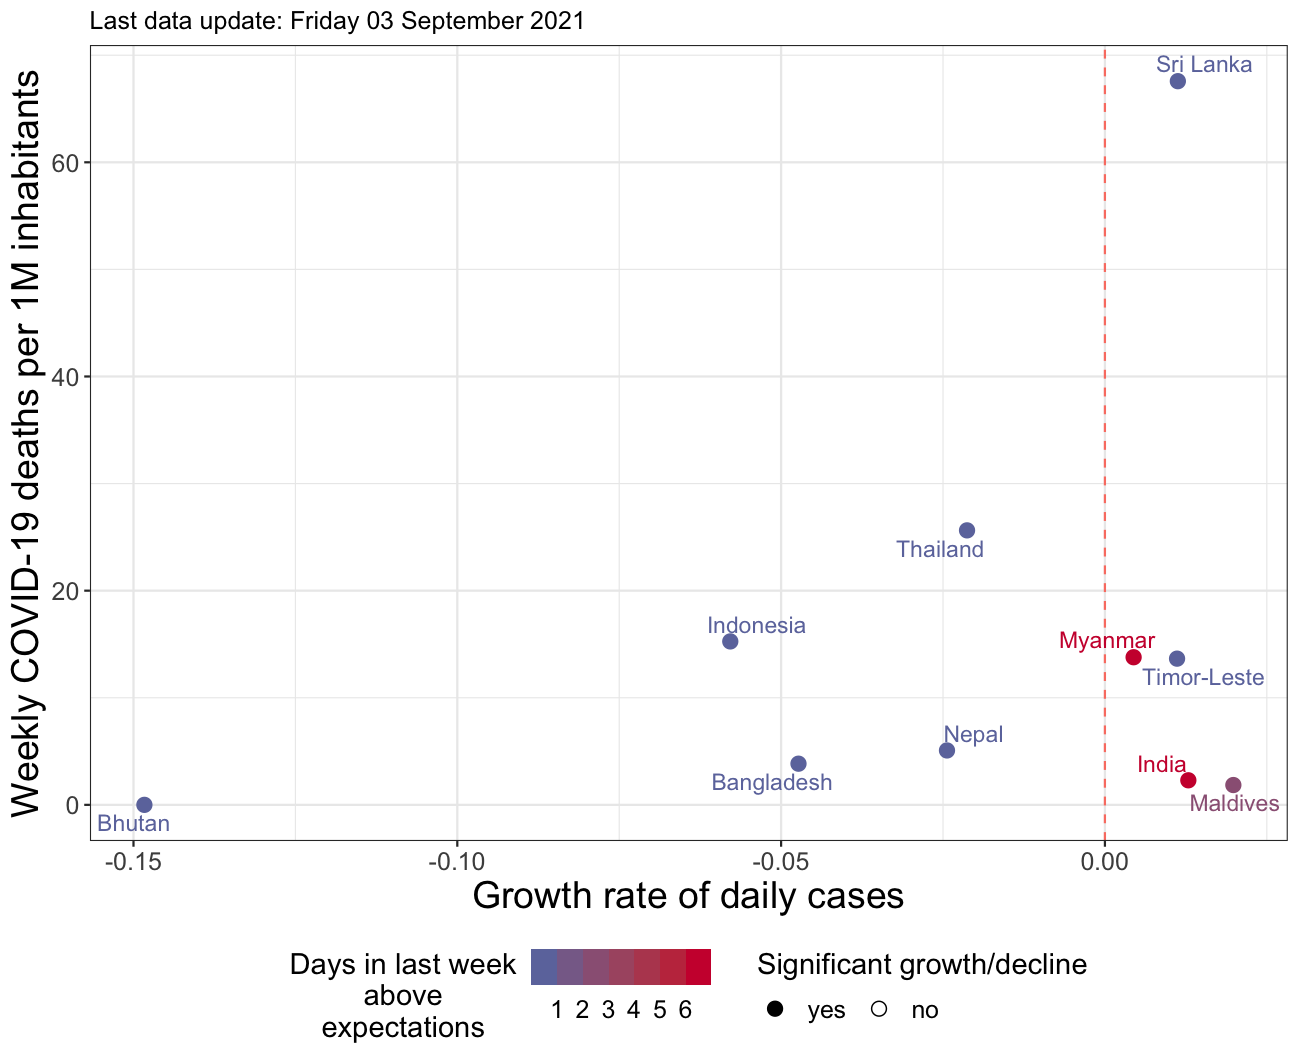 Last data update: Friday 03 September 2021
Weekly COVID-19 deaths per 1M inhabitants
Sri Lanka
60
40
Thailand
20
Indonesia
Myanmar
Timor-Leste
Nepal
India
Bangladesh
Maldives
0
Bhutan
-0.15 -0.10 -0.05 0.00
Growth rate of daily cases
Days in last week
above
expectations
1 2 3 4 5 6
Significant growth/decline
yes no